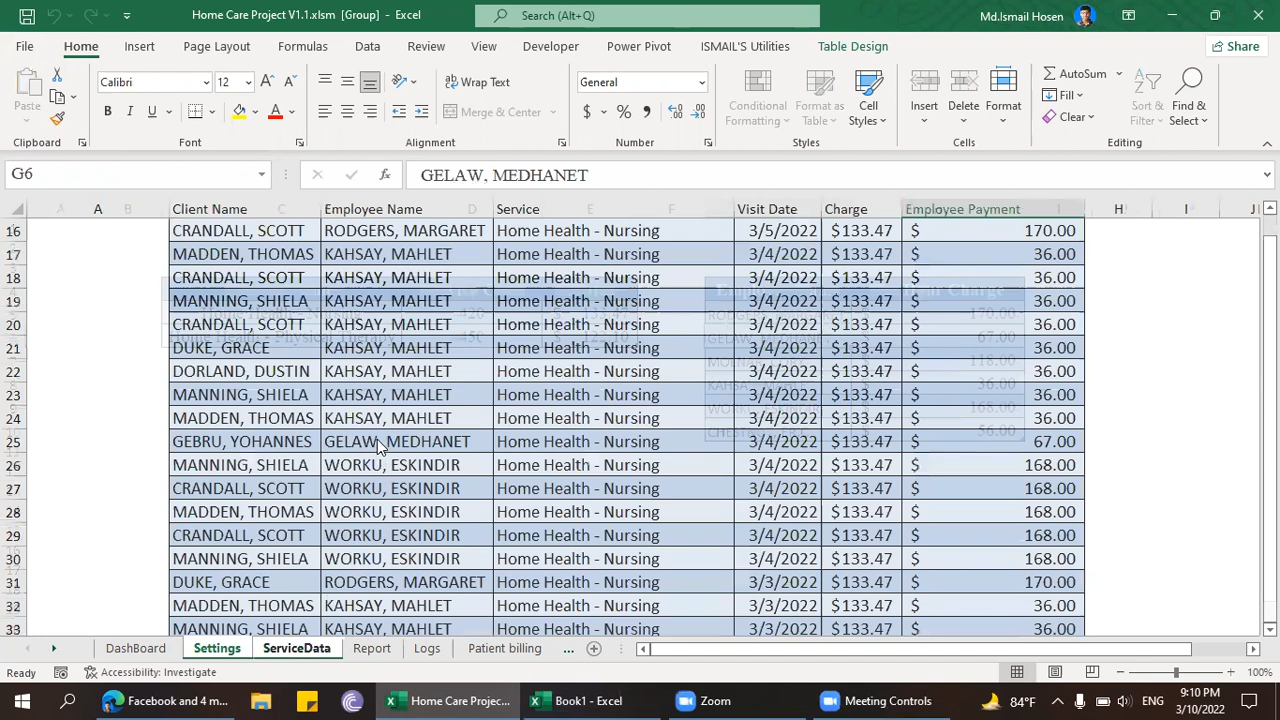 Home Care Project V1.1.xlsm [Group] - Excel
Search (Alt+Q)
Md.Ismail Hosen
File Home Insert Page Layout Formulas Data Review View Developer Power Pivot ISMAIL'S Utilities Table Design Share
Paste
Calibri 12
Wrap Text
Merge & Center
General
Conditional Formatting
Format as Table
Cell Styles
Insert
Delete
Format
AutoSum
Fill
Clear
Sort & Filter
Find & Select
Clipboard Font Alignment Number Styles Cells Editing
G6 GELAW, MEDHANET
A H I J
Client Name Employee Name Service Visit Date Charge Employee Payment
16 CRANDALL, SCOTT RODGERS, MARGARET Home Health - Nursing 3/5/2022 $133.47 $ 170.00
17 MADDEN, THOMAS KAHSAY, MAHLET Home Health - Nursing 3/4/2022 $133.47 $ 36.00
18 CRANDALL, SCOTT KAHSAY, MAHLET Home Health - Nursing 3/4/2022 $133.47 $ 36.00
19 MANNING, SHIELA KAHSAY, MAHLET Home Health - Nursing 3/4/2022 $133.47 $ 36.00
20 CRANDALL, SCOTT KAHSAY, MAHLET Home Health - Nursing 3/4/2022 $133.47 $ 36.00
21 DUKE, GRACE KAHSAY, MAHLET Home Health - Nursing 3/4/2022 $133.47 $ 36.00
22 DORLAND, DUSTIN KAHSAY, MAHLET Home Health - Nursing 3/4/2022 $133.47 $ 36.00
23 MANNING, SHIELA KAHSAY, MAHLET Home Health - Nursing 3/4/2022 $133.47 $ 36.00
24 MADDEN, THOMAS KAHSAY, MAHLET Home Health - Nursing 3/4/2022 $133.47 $ 36.00
25 GEBRU, YOHANNES GELAW, MEDHANET Home Health - Nursing 3/4/2022 $133.47 $ 67.00
26 MANNING, SHIELA WORKU, ESKINDIR Home Health - Nursing 3/4/2022 $133.47 $ 168.00
27 CRANDALL, SCOTT WORKU, ESKINDIR Home Health - Nursing 3/4/2022 $133.47 $ 168.00
28 MADDEN, THOMAS WORKU, ESKINDIR Home Health - Nursing 3/4/2022 $133.47 $ 168.00
29 CRANDALL, SCOTT WORKU, ESKINDIR Home Health - Nursing 3/4/2022 $133.47 $ 168.00
30 MANNING, SHIELA WORKU, ESKINDIR Home Health - Nursing 3/4/2022 $133.47 $ 168.00
31 DUKE, GRACE RODGERS, MARGARET Home Health - Nursing 3/3/2022 $133.47 $ 170.00
32 MADDEN, THOMAS KAHSAY, MAHLET Home Health - Nursing 3/3/2022 $133.47 $ 36.00
33 MANNING, SHIELA KAHSAY, MAHLET Home Health - Nursing 3/3/2022 $133.47 $ 36.00
DashBoard Settings ServiceData Report Logs Patient billing ...
Ready Accessibility: Investigate 100%
Facebook and 4 m... Home Care Projec... Book1 - Excel Zoom Meeting Controls 84°F ENG 9:10 PM
3/10/2022